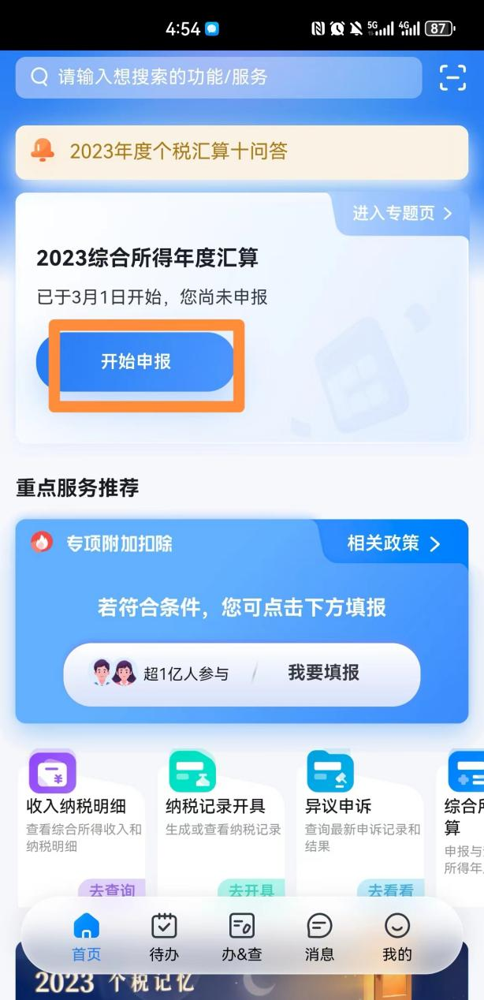 4:54
5G 4G 87
请输入想搜索的功能/服务
2023年度个税汇算十问答
进入专题页
2023综合所得年度汇算
已于3月1日开始，您尚未申报
开始申报
重点服务推荐
专项附加扣除
相关政策
若符合条件，您可点击下方填报
超1亿人参与 / 我要填报
收入纳税明细
查看综合所得收入和
纳税明细
去查询
纳税记录开具
生成或查看纳税记录
去开具
异议申诉
查询最新申诉记录和
结果
去看看
综合所
算
申报与
所得年
首页
待办
办&查
消息
我的
2023 个税记忆